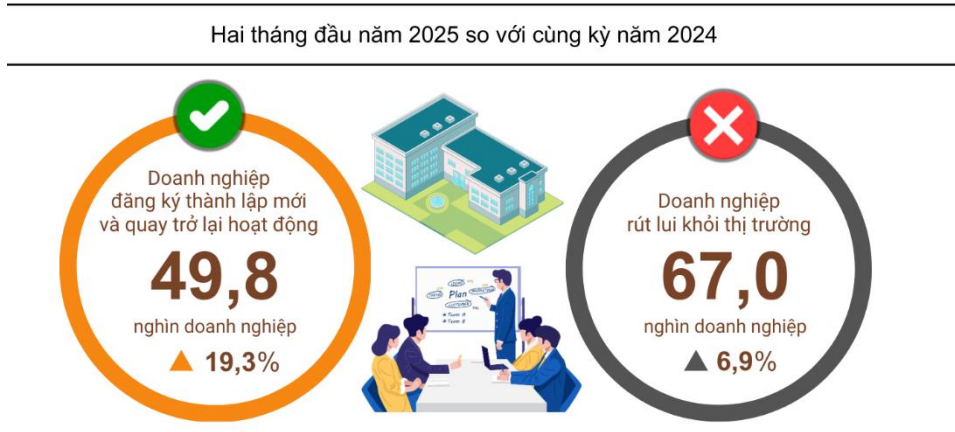 Hai tháng đầu năm 2025 so với cùng kỳ năm 2024
Doanh nghiệp
đăng ký thành lập mới
và quay trở lại hoạt động
49,8
nghìn doanh nghiệp
▲ 19,3%
Plan
Doanh nghiệp
rút lui khỏi thị trường
67,0
nghìn doanh nghiệp
▲ 6,9%